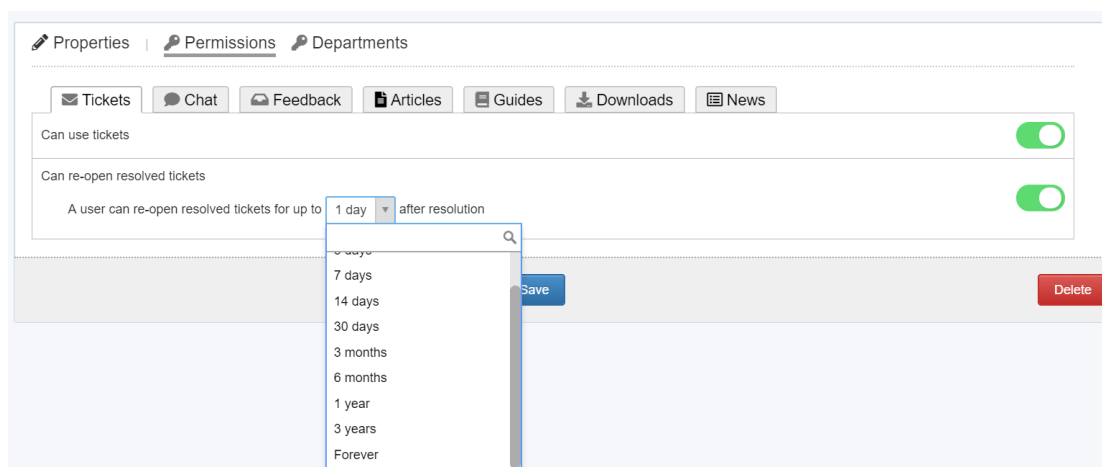 Properties | Permissions Departments
Tickets Chat Feedback Articles Guides Downloads News
Can use tickets
Can re-open resolved tickets
A user can re-open resolved tickets for up to 1 day after resolution
7 days
Save
Delete
14 days
30 days
3 months
6 months
1 year
3 years
Forever